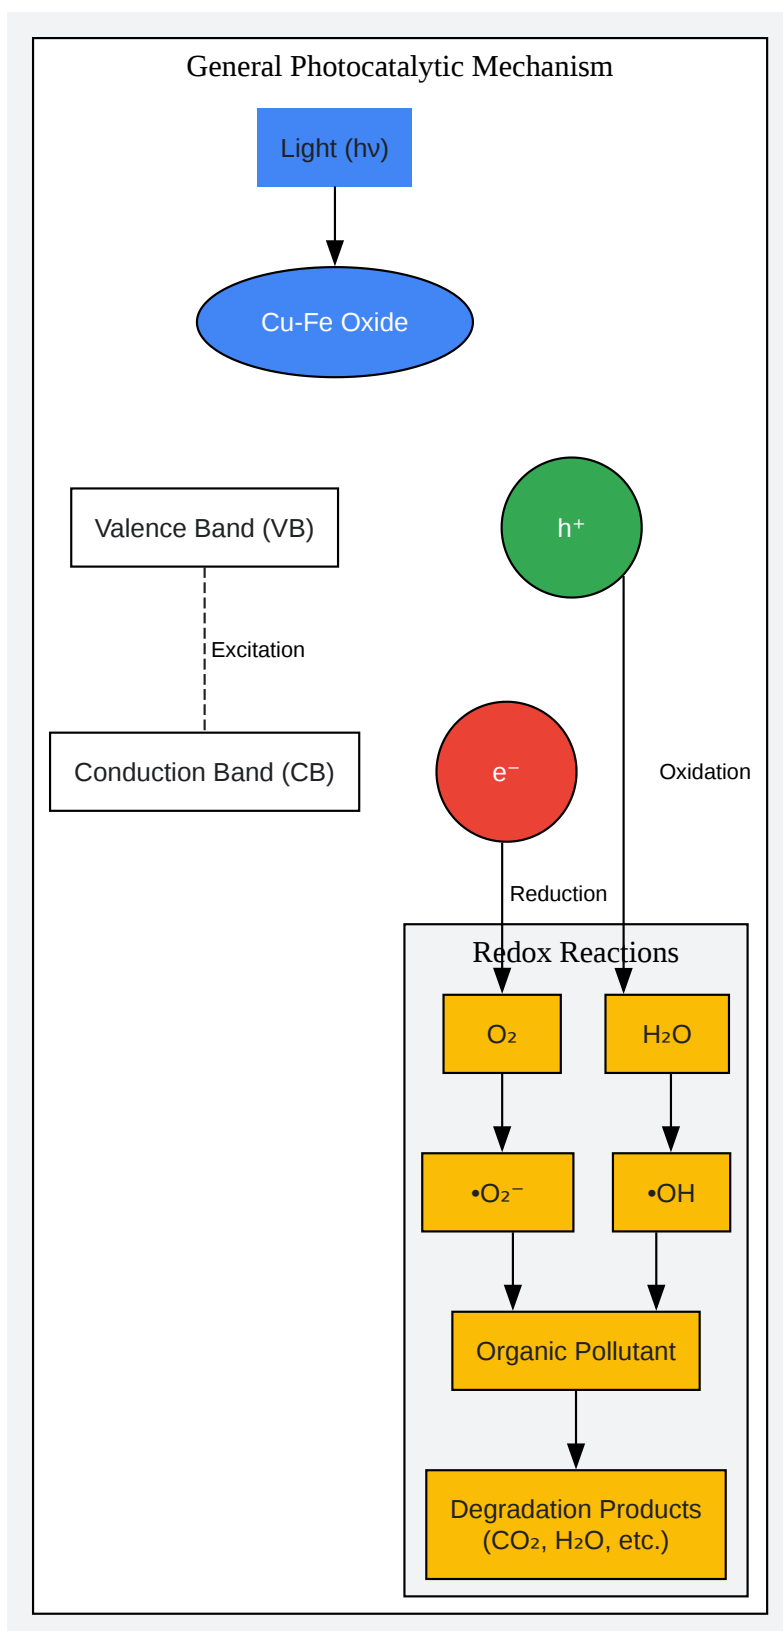 General Photocatalytic Mechanism
Light (hν)
Cu-Fe Oxide
Valence Band (VB)
h⁺
Excitation
Conduction Band (CB)
e⁻
Oxidation
Reduction
Redox Reactions
O₂
H₂O
•O₂⁻
•OH
Organic Pollutant
Degradation Products
(CO₂, H₂O, etc.)